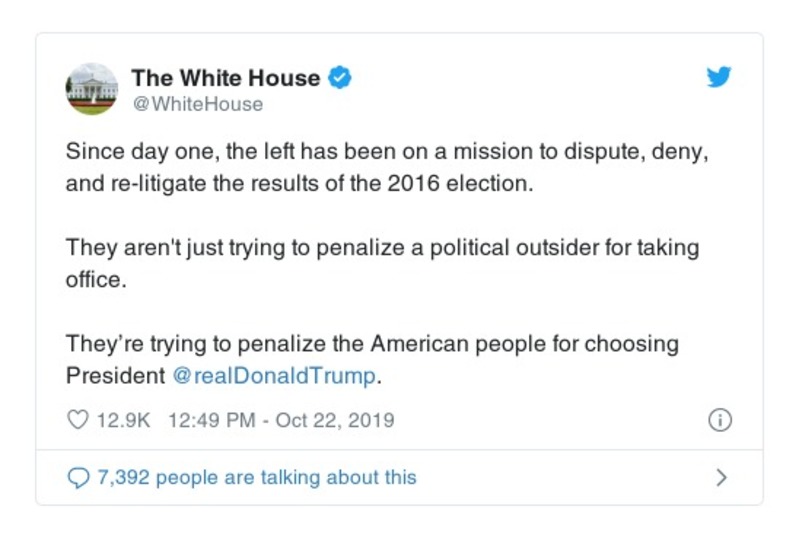 The White House
@WhiteHouse
Since day one, the left has been on a mission to dispute, deny,
and re-litigate the results of the 2016 election.
They aren't just trying to penalize a political outsider for taking
office.
They’re trying to penalize the American people for choosing
President @realDonaldTrump.
12.9K 12:49 PM - Oct 22, 2019
7,392 people are talking about this